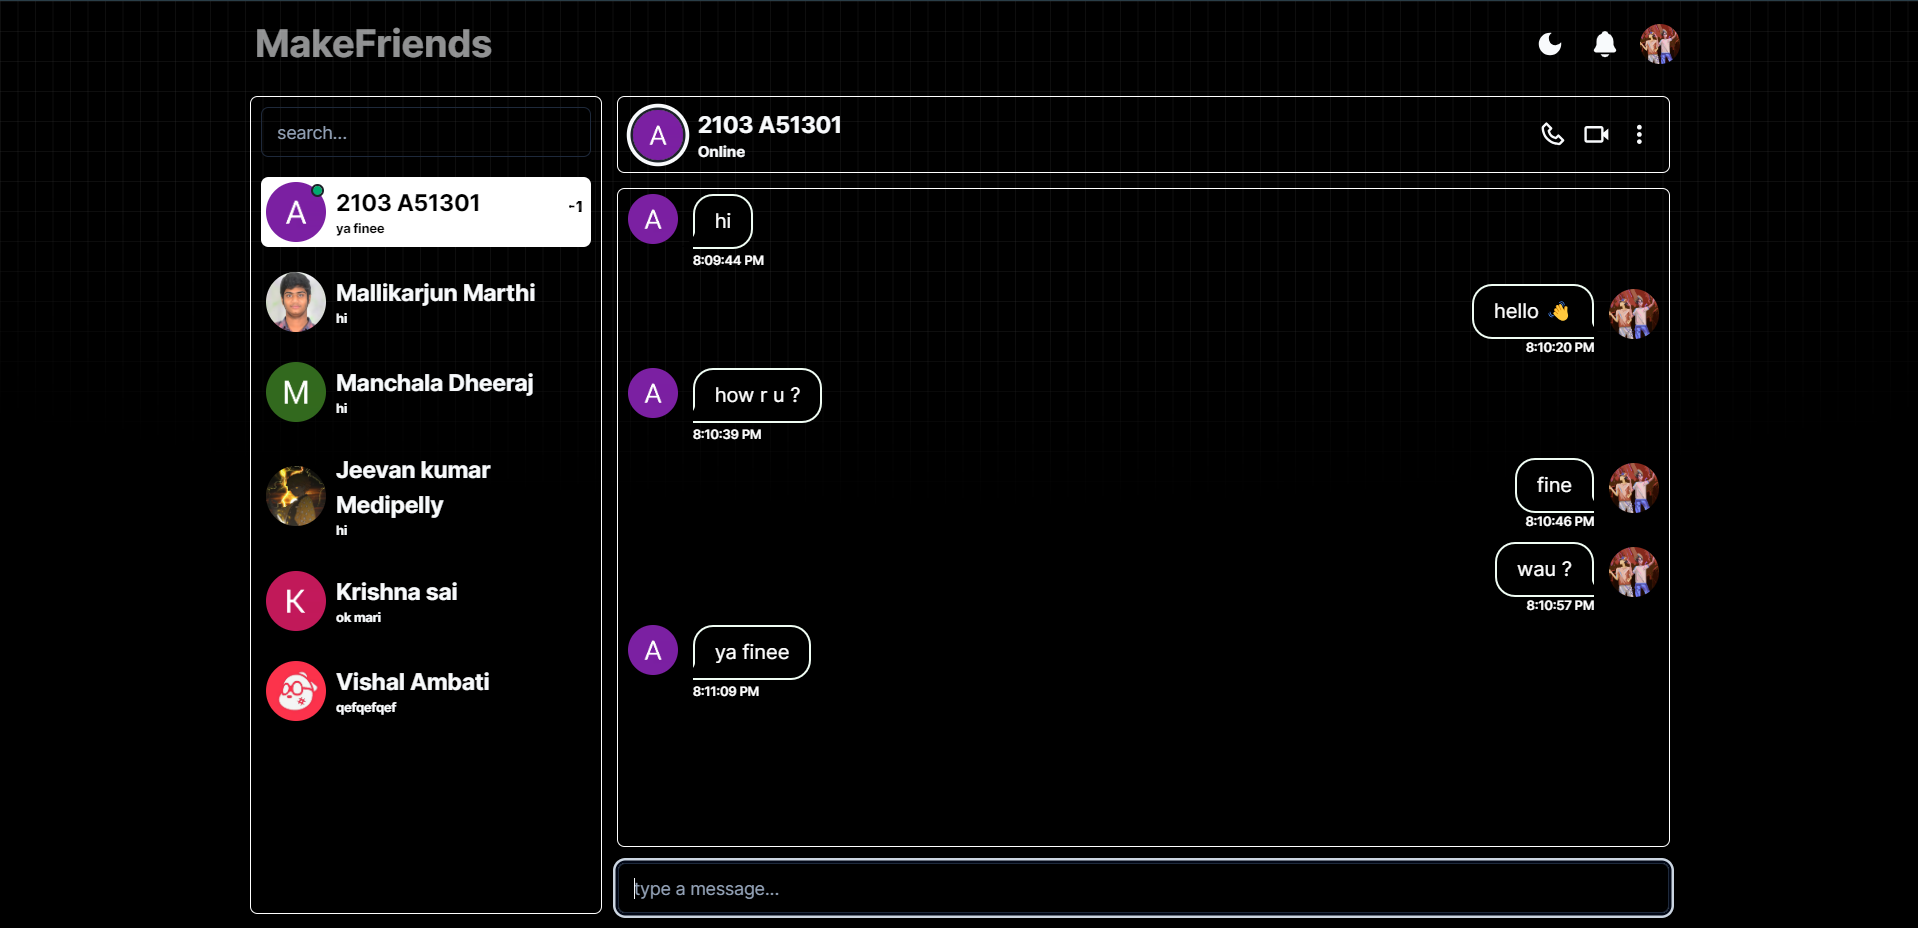 MakeFriends
search...
A
2103 A51301
-1
ya finee
Mallikarjun Marthi
hi
M
Manchala Dheeraj
hi
Jeevan kumar
Medipelly
hi
K
Krishna sai
ok mari
Vishal Ambati
qefqefqef
A
2103 A51301
Online
A
hi
8:09:44 PM
hello 👋
8:10:20 PM
A
how r u ?
8:10:39 PM
fine
8:10:46 PM
wau ?
8:10:57 PM
A
ya finee
8:11:09 PM
type a message...